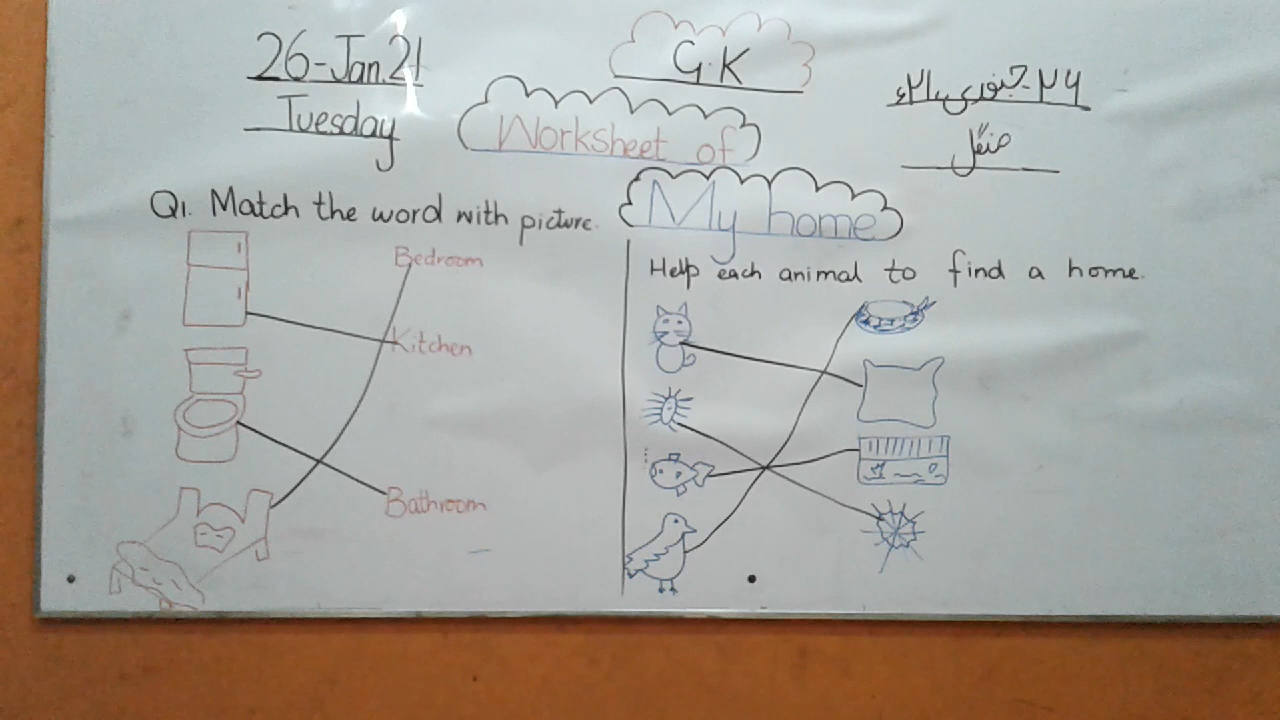 26-Jan.21
Tuesday
G.K
۲۶-جنوری ۲۱ء
منگل
Worksheet of
My home
Q1. Match the word with picture.
Bedroom
Kitchen
Bathroom
Help each animal to find a home.